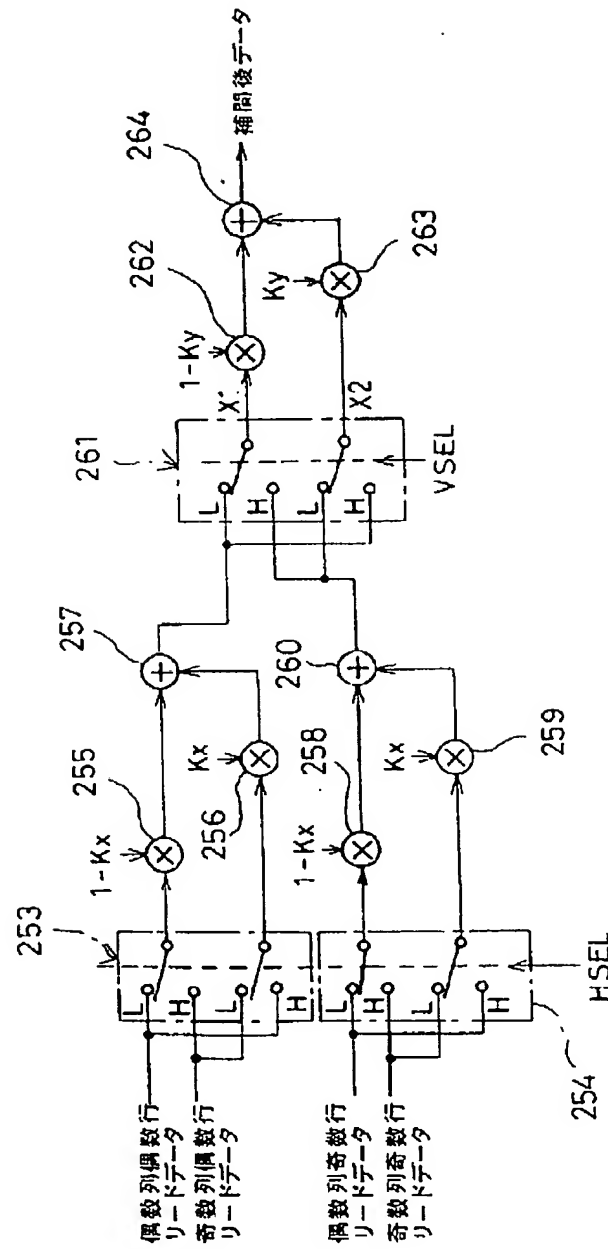 偶数列偶数行
リードデータ
奇数列偶数行
リードデータ
偶数列奇数行
リードデータ
奇数列奇数行
リードデータ
253
L
H
L
H
L
H
L
H
HSEL
254
1-Kx
255
Kx
256
257
1-Kx
258
Kx
259
260
261
L
H
L
H
VSEL
X'
X2
1-Ky
262
Ky
263
264
補間後データ